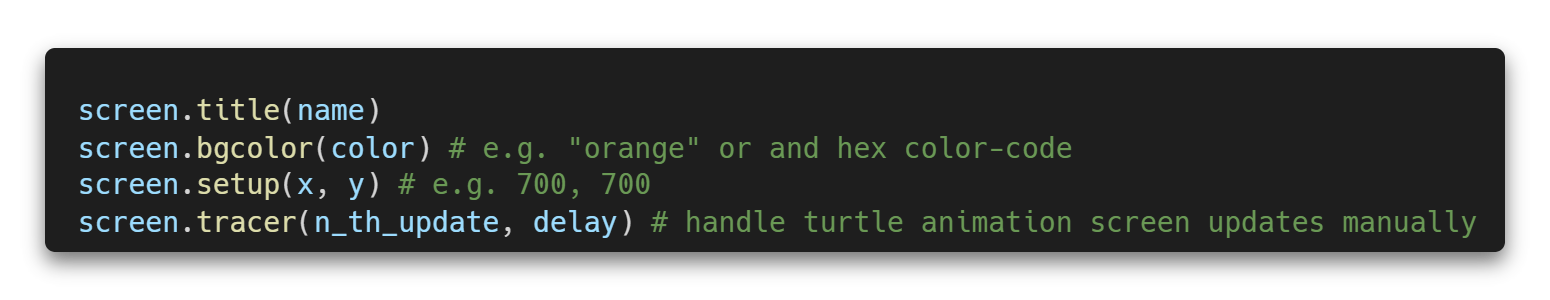 screen.title(name)
screen.bgcolor(color) # e.g. "orange" or and hex color-code
screen.setup(x, y) # e.g. 700, 700
screen.tracer(n_th_update, delay) # handle turtle animation screen updates manually